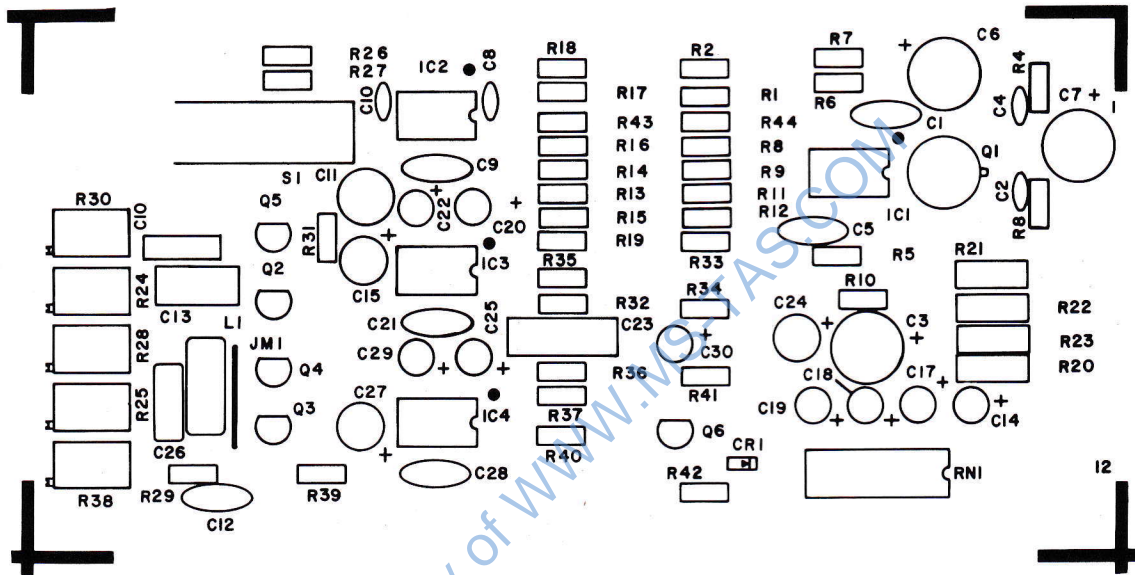 R26
R27
IC2
C8
C10
R18
R17
R43
R16
R14
R13
R15
R19
R35
R32
C23
R36
R37
R40
R2
R1
R44
R8
R9
R11
R12
R33
R34
C30
R41
Q6
CR1
R42
R7
R6
C1
+
C6
R4
C4
C7
+
1
Q1
IC1
C2
R8
C5
R5
R10
R21
R22
R23
R20
C24
+
C3
+
C18
C17
+
C19
+
+
+
C14
RN1
12
S1
C11
C9
+
C22
+
C20
R31
+
C15
IC3
C21
C25
C29
+
+
C27
+
IC4
C28
R30
C10
Q5
R24
C13
Q2
L1
JM1
R28
Q4
R25
Q3
C26
R38
R29
C12
R39
+
y of WWW.MS-TAS.COM